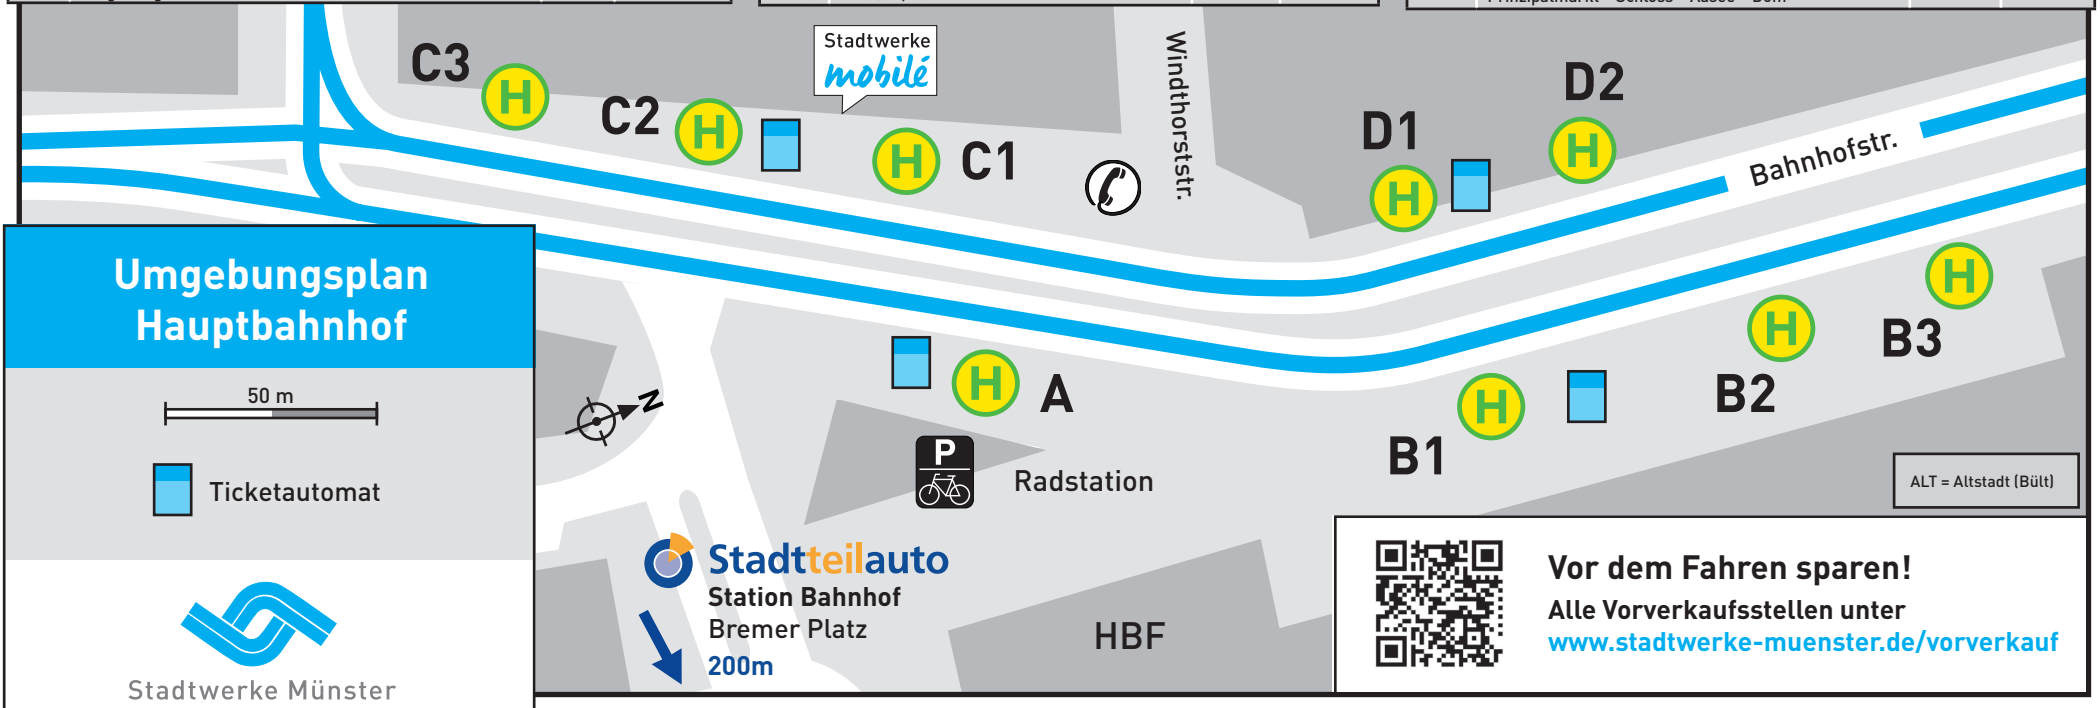 C3
H
C2
H
Stadtwerke
mobilé
H
C1
Windthorststr.
D1
H
D2
H
Bahnhofstr.
Umgebungsplan
Hauptbahnhof
50 m
Ticketautomat
Stadtwerke Münster
N
H
A
P
Radstation
H
B1
H
B2
H
B3
ALT = Altstadt (Bült)
Stadtteilauto
Station Bahnhof
Bremer Platz
200m
HBF
Vor dem Fahren sparen!
Alle Vorverkaufsstellen unter
www.stadtwerke-muenster.de/vorverkauf